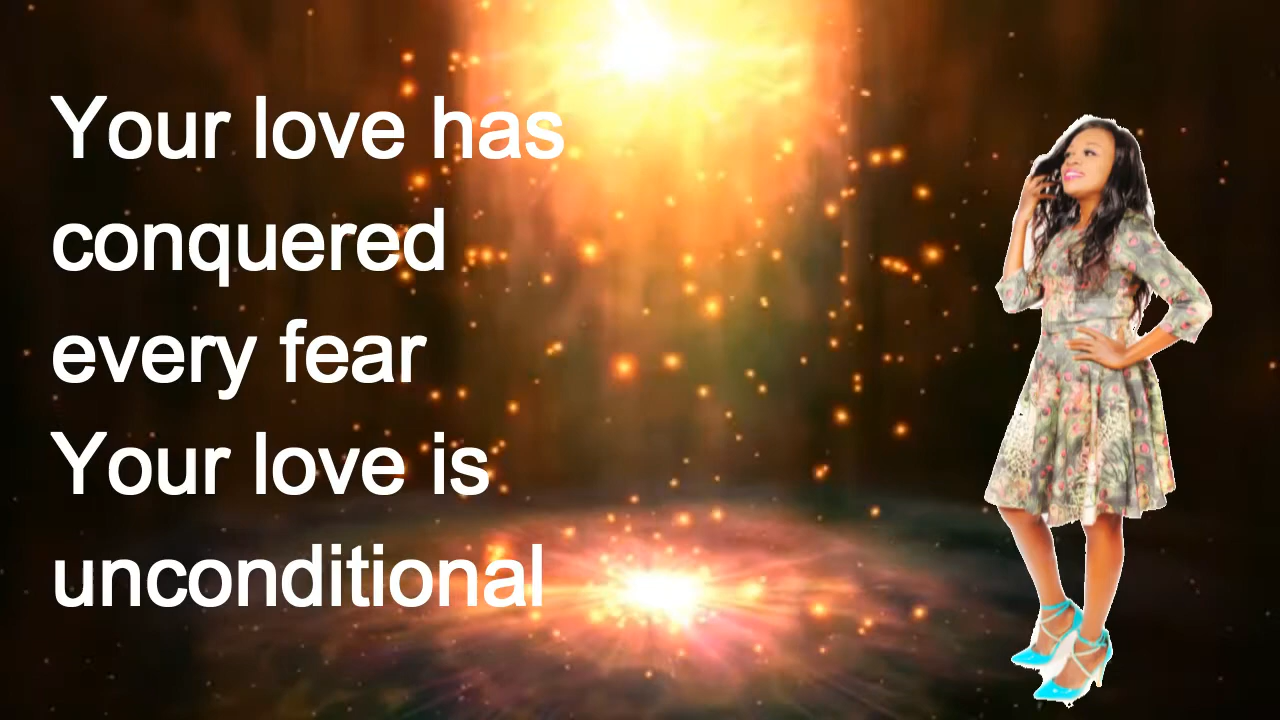 Your love has
conquered
every fear
Your love is
unconditional